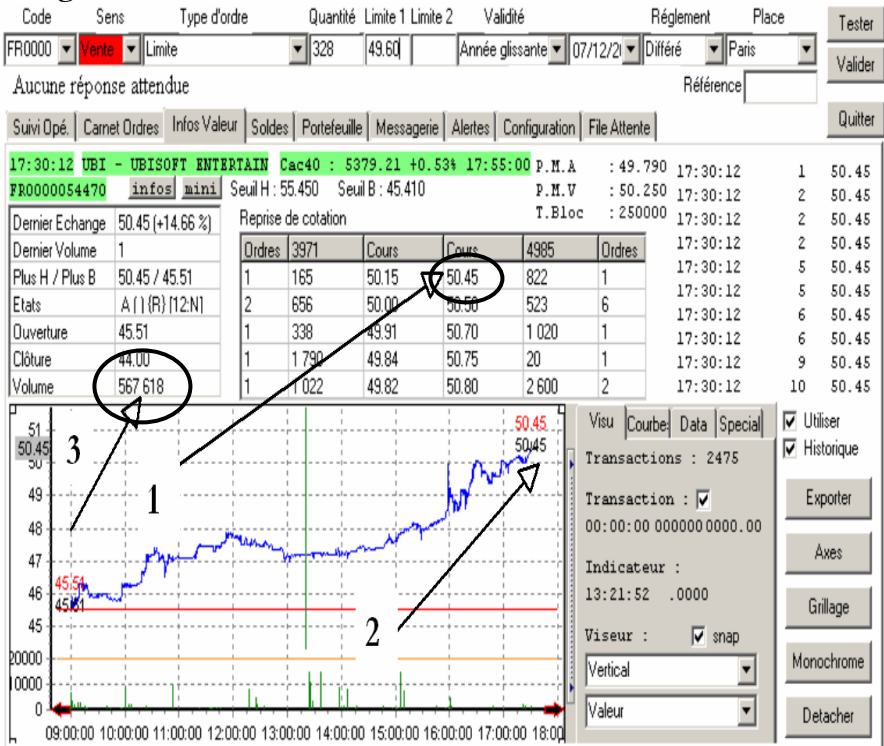 Code Sens Type d'ordre Quantité Limite 1 Limite 2 Validité Réglement Place Tester
FR0000 Vente Limite 328 49.60 Année glissante 07/12/2 Différé Paris Valider
Aucune réponse attendue Référence
Suivi Opé. Carnet Ordres Infos Valeur Soldes Portefeuille Messagerie Alertes Configuration File Attente Quitter
17:30:12 UBI - UBISOFT ENTERTAIN Cac40 : 5379.21 +0.53% 17:55:00 P.M.A : 49.790 17:30:12 1 50.45
FR0000054470 infos mini Seuil H : 55.450 Seuil B : 45.410 P.M.V : 50.250 17:30:12 2 50.45
Dernier Echange 50.45 (+14.66 %) Reprise de cotation T.Bloc : 250000 17:30:12 2 50.45
Dernier Volume 1 Ordres 3971 Cours Cours 4985 Ordres 17:30:12 2 50.45
Plus H / Plus B 50.45 / 45.51 1 165 50.15 50.45 822 1 17:30:12 5 50.45
17:30:12 5 50.45
Etats A ( ) {R} [12:N] 2 656 50.00 50.50 523 6 17:30:12 6 50.45
Ouverture 45.51 1 338 49.91 50.70 1 020 1 17:30:12 6 50.45
Clôture 44.00 1 1 790 49.84 50.75 20 1 17:30:12 9 50.45
Volume 567 618 1 1 022 49.82 50.80 2 600 2 17:30:12 10 50.45
51 50.45 Visu Courbe Data Special Utiliser
50.45 50.45 Historique
50 3 Transactions : 2475
49 1 Transaction : Exporter
48 00:00:00 000000 0000.00
47 Indicateur : Axes
46 45.51 13:21:52 .0000
45.51 Grillage
45 2 Viseur : snap
20000 Vertical Monochrome
10000
0 Valeur Detacher
09:00:00 10:00:00 11:00:00 12:00:00 13:00:00 14:00:00 15:00:00 16:00:00 17:00:00 18:00